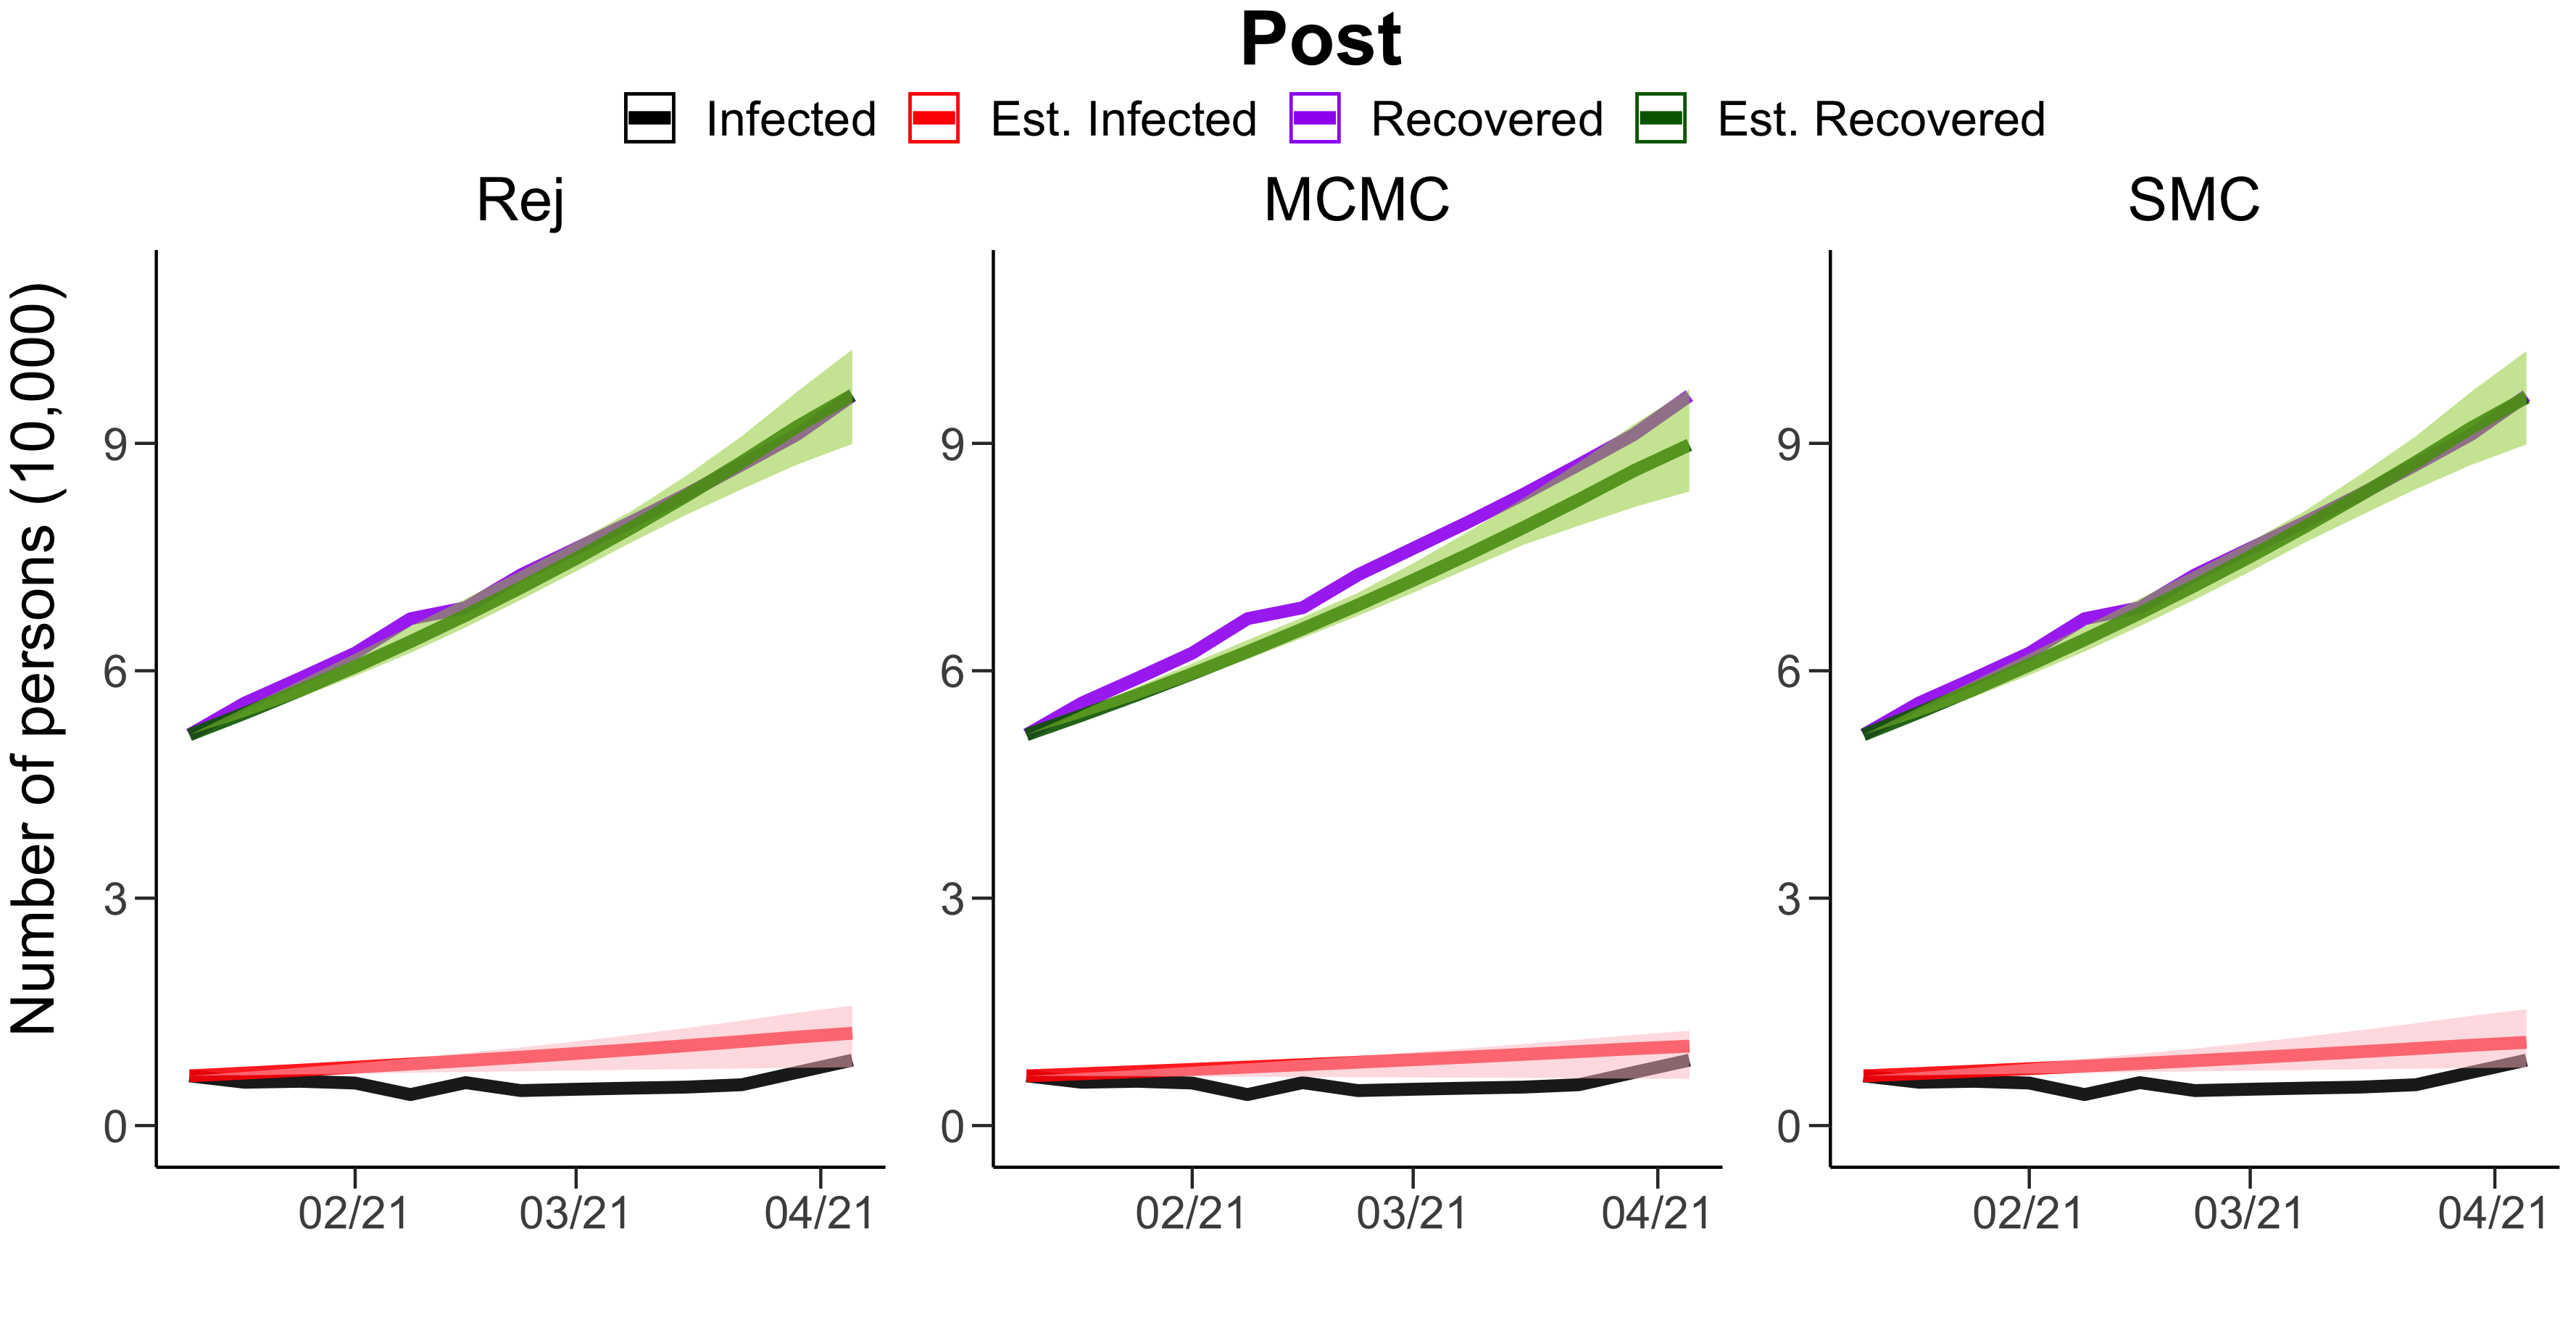 Post
Infected Est. Infected Recovered Est. Recovered
Rej MCMC SMC
Number of persons (10,000)
9 9 9
6 6 6
3 3 3
0 0 0
02/21 03/21 04/21 02/21 03/21 04/21 02/21 03/21 04/21